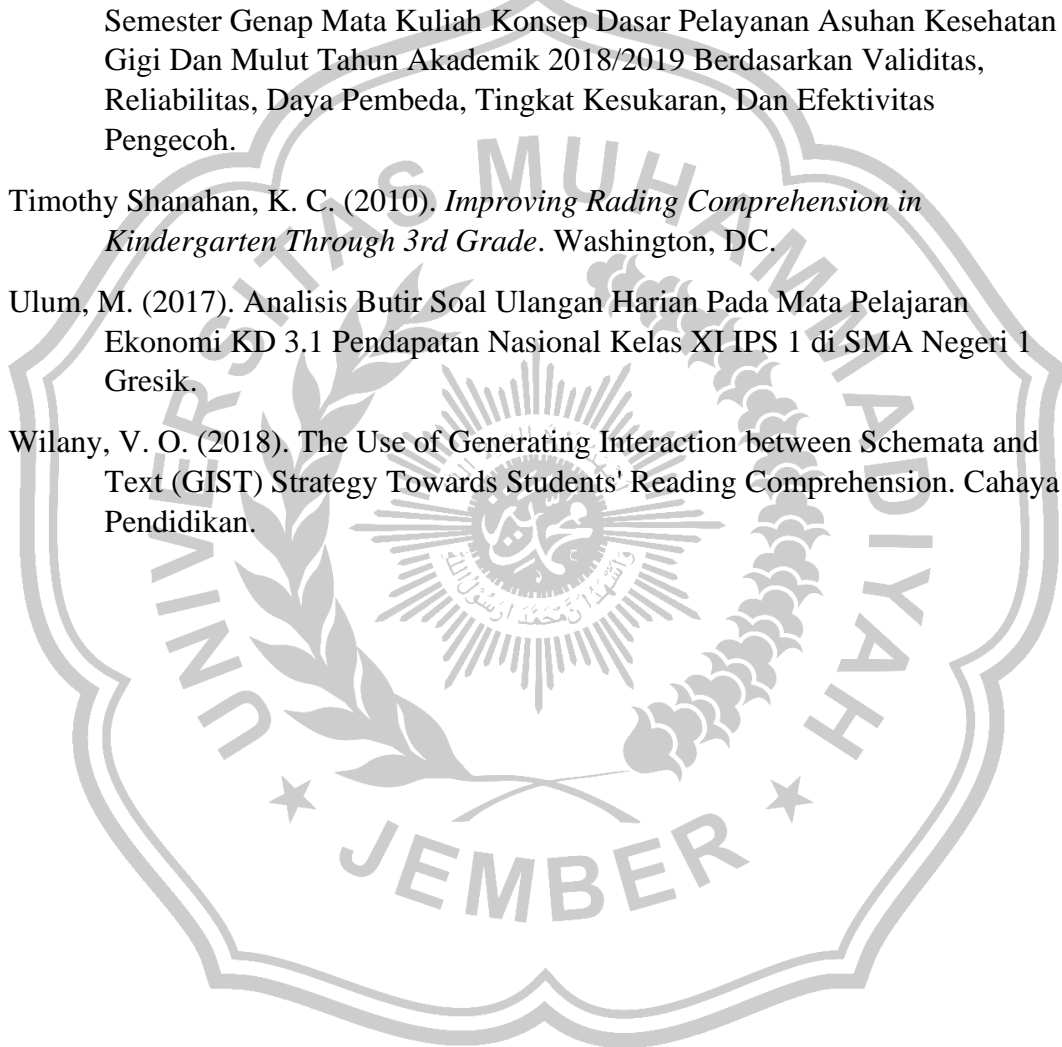 Semester Genap Mata Kuliah Konsep Dasar Pelayanan Asuhan Kesehatan
Gigi Dan Mulut Tahun Akademik 2018/2019 Berdasarkan Validitas,
Reliabilitas, Daya Pembeda, Tingkat Kesukaran, Dan Efektivitas
Pengecoh.
Timothy Shanahan, K. C. (2010). Improving Rading Comprehension in
Kindergarten Through 3rd Grade. Washington, DC.
Ulum, M. (2017). Analisis Butir Soal Ulangan Harian Pada Mata Pelajaran
Ekonomi KD 3.1 Pendapatan Nasional Kelas XI IPS 1 di SMA Negeri 1
Gresik.
Wilany, V. O. (2018). The Use of Generating Interaction between Schemata and
Text (GIST) Strategy Towards Students' Reading Comprehension. Cahaya
Pendidikan.
UNIVERSITAS MUHAMMADIYAH
JEMBER